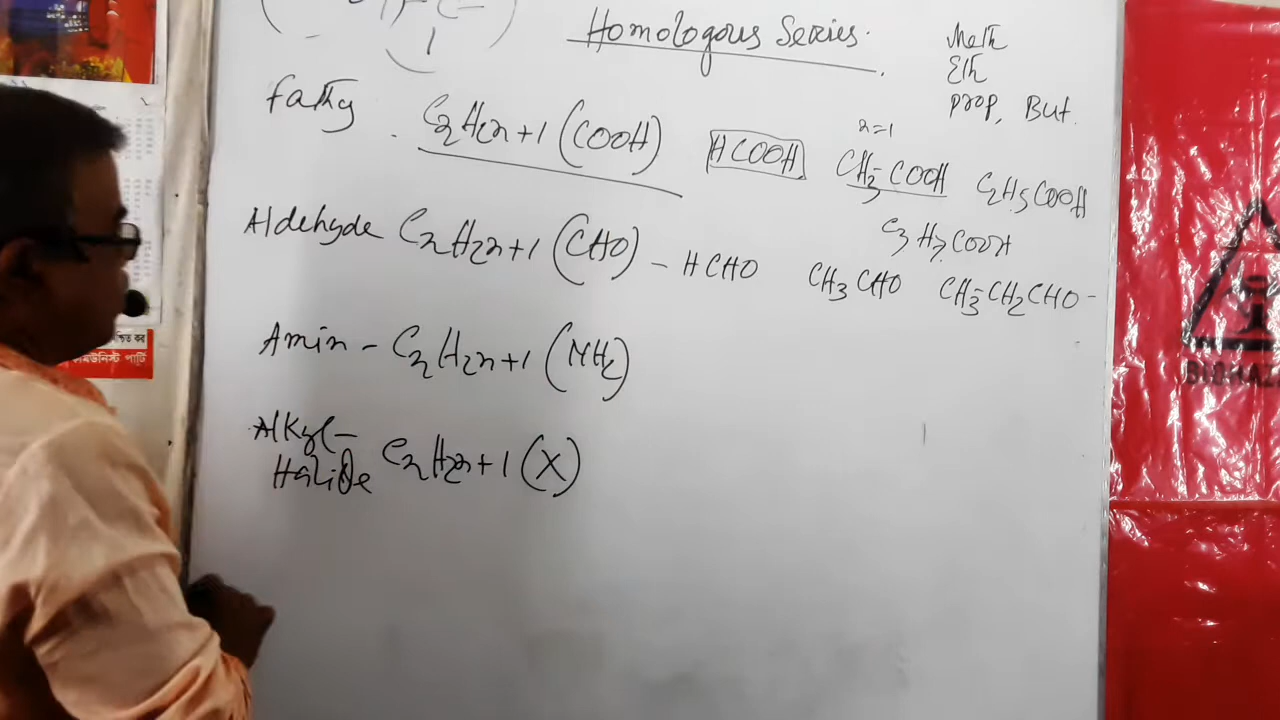 Homologous Series.
Meth
Eth
Prop, But.
Fatty . CnH2n+1 (COOH)
HCOOH
n=1
CH3-COOH
C2H5COOH
C3H7COOH
Aldehyde CnH2n+1 (CHO) - HCHO
CH3CHO
CH3-CH2CHO-
Amin - CnH2n+1 (NH2)
Alkyl-
Halide CnH2n+1 (X)
পার্টি
BIOHAZA